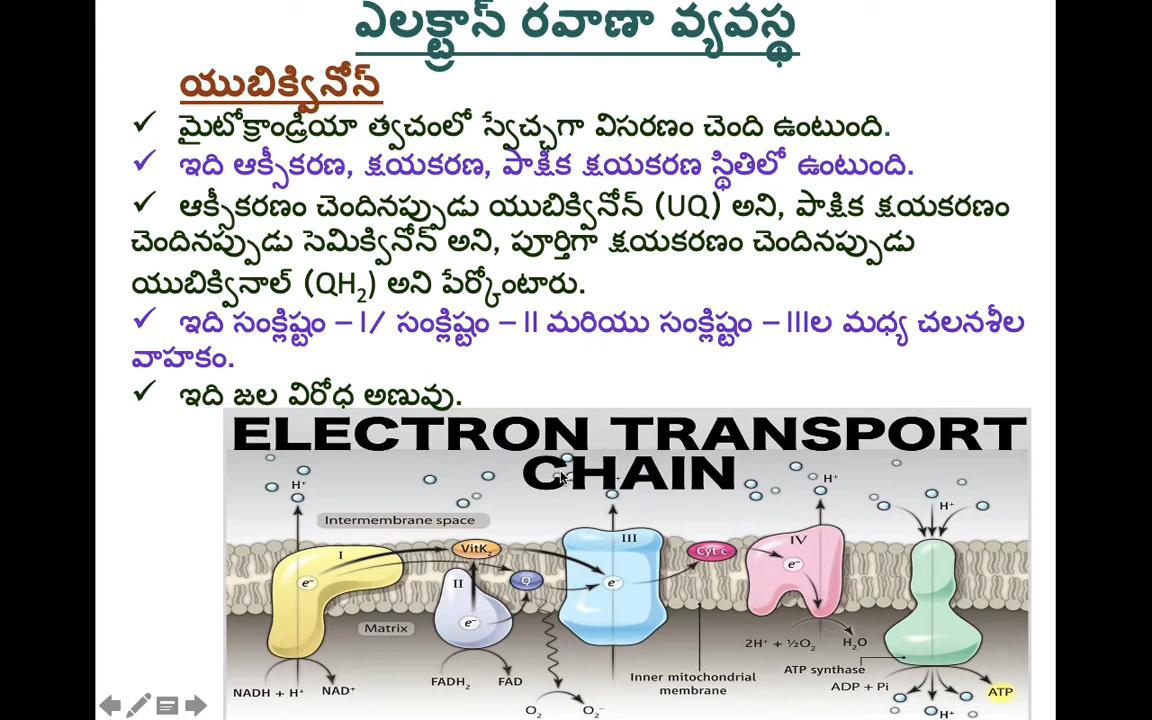 ఎలక్ట్రాన్ రవాణా వ్యవస్థ
యుబిక్వినోన్
✓ మైటోక్రాండ్రియా త్వచంలో స్వేచ్ఛగా విసరణం చెంది ఉంటుంది.
✓ ఇది ఆక్సీకరణ, క్షయకరణ, పాక్షిక క్షయకరణ స్థితిలో ఉంటుంది.
✓ ఆక్సీకరణం చెందినప్పుడు యుబిక్వినోన్ (UQ) అని, పాక్షిక క్షయకరణం
చెందినప్పుడు సెమిక్వినోన్ అని, పూర్తిగా క్షయకరణం చెందినప్పుడు
యుబిక్వినాల్ (QH₂) అని పేర్కోంటారు.
✓ ఇది సంక్లిష్టం – I/ సంక్లిష్టం – II మరియు సంక్లిష్టం – IIIల మధ్య చలనశీల
వాహకం.
✓ ఇది జల విరోధ అణువు.
ELECTRON TRANSPORT
CHAIN
H⁺
H⁺
H⁺
H⁺
Intermembrane space
I
VitK₂
III
Cyt c
IV
e⁻
II
Q
e⁻
e⁻
e⁻
Matrix
2H⁺ + ½O₂
H₂O
NADH + H⁺
NAD⁺
FADH₂
FAD
Inner mitochondrial
membrane
ATP synthase
ADP + Pi
ATP
O₂
O₂⁻
H⁺